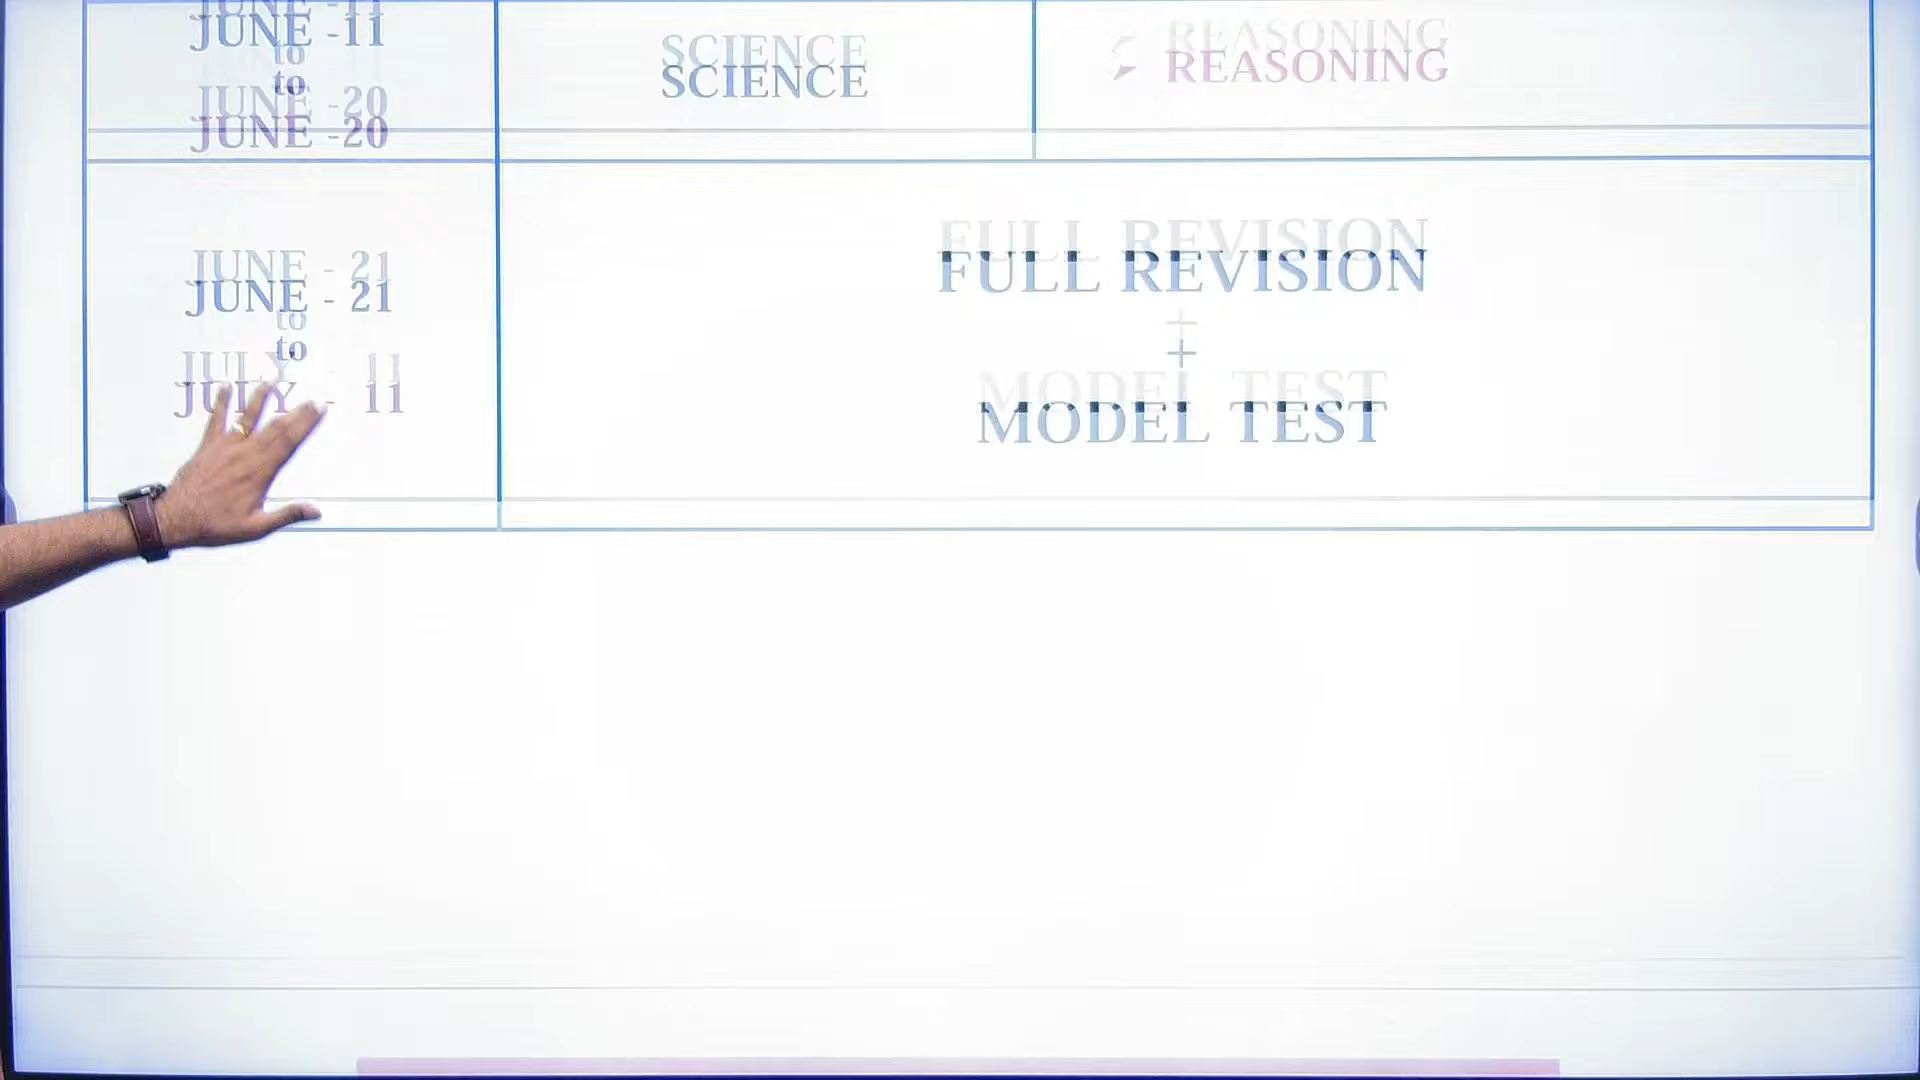 JUNE -11
to
JUNE -20
SCIENCE
REASONING
JUNE - 21
to
JULY - 11
FULL REVISION
+
MODEL TEST